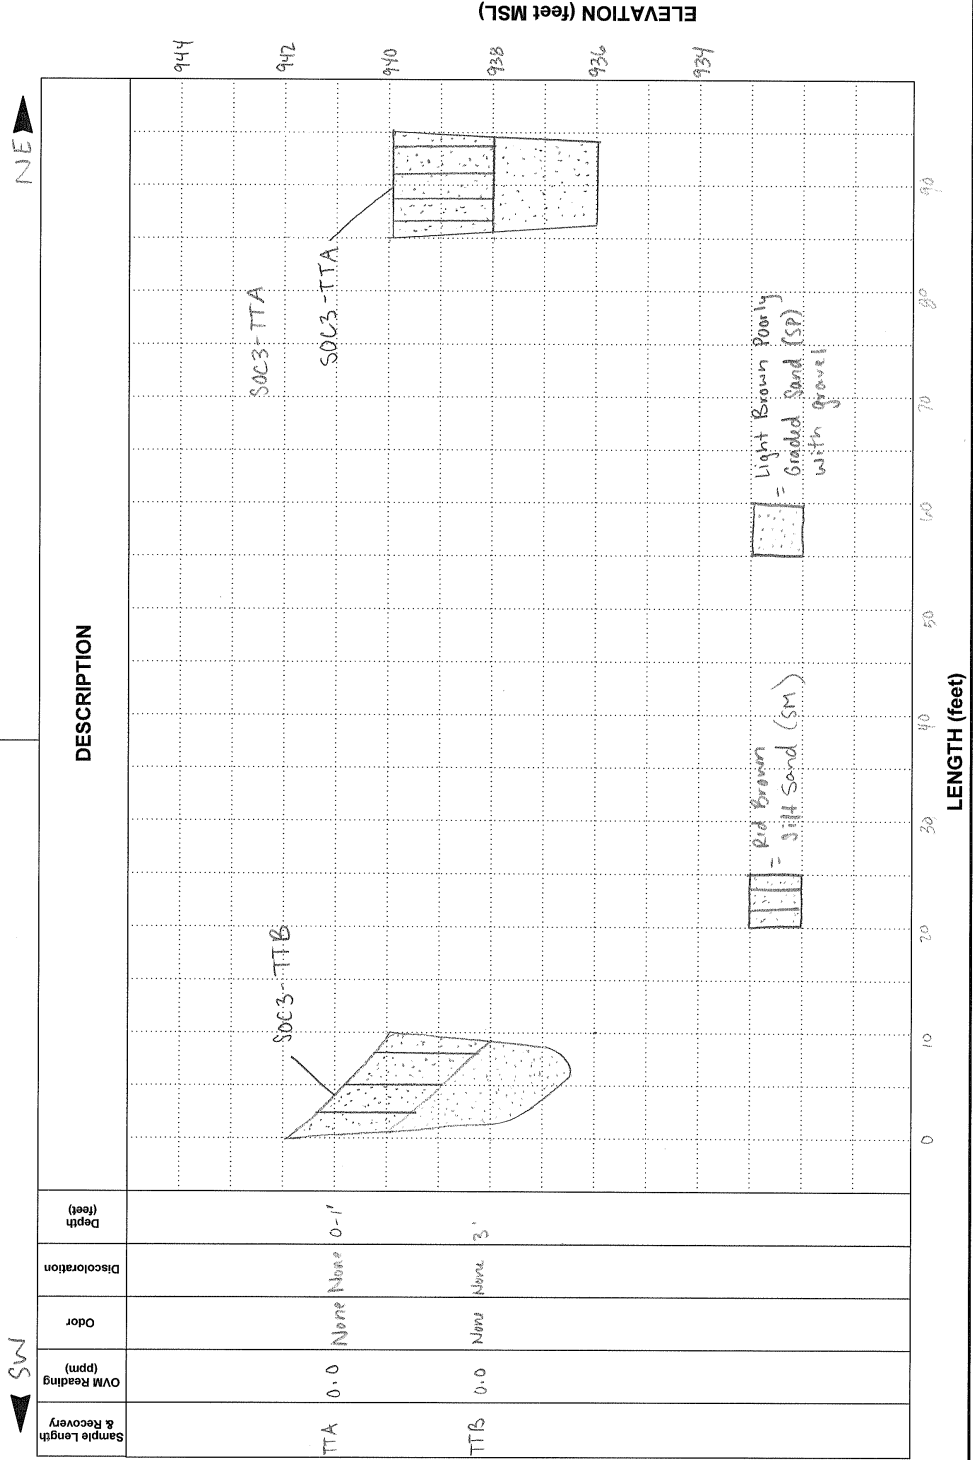 SW
NE
Sample Length & Recovery
OVM Reading (ppm)
Odor
Discoloration
Depth (feet)
DESCRIPTION
TTA 0.0 None None 0-1'
TTB 0.0 None None 3'
944
942
940
938
936
934
ELEVATION (feet MSL)
SOC3-TTA
SOC3-TTB
SOC3-TTA
= Red Brown
Silt Sand (SM)
= Light Brown Poorly
Graded Sand (SP)
with gravel
0 10 20 30 40 50 60 70 80 90
LENGTH (feet)